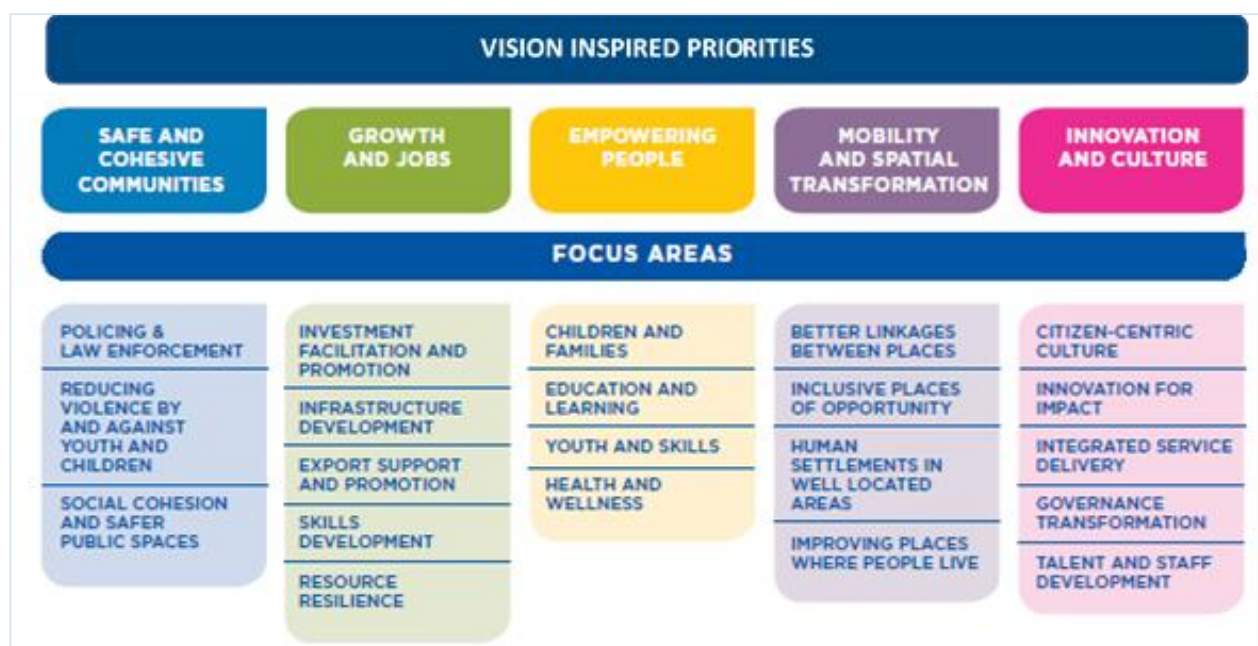 VISION INSPIRED PRIORITIES
SAFE AND
COHESIVE
COMMUNITIES
GROWTH
AND JOBS
EMPOWERING
PEOPLE
MOBILITY
AND SPATIAL
TRANSFORMATION
INNOVATION
AND CULTURE
FOCUS AREAS
POLICING &
LAW ENFORCEMENT
REDUCING
VIOLENCE BY
AND AGAINST
YOUTH AND
CHILDREN
SOCIAL COHESION
AND SAFER
PUBLIC SPACES
INVESTMENT
FACILITATION AND
PROMOTION
INFRASTRUCTURE
DEVELOPMENT
EXPORT SUPPORT
AND PROMOTION
SKILLS
DEVELOPMENT
RESOURCE
RESILIENCE
CHILDREN AND
FAMILIES
EDUCATION AND
LEARNING
YOUTH AND SKILLS
HEALTH AND
WELLNESS
BETTER LINKAGES
BETWEEN PLACES
INCLUSIVE PLACES
OF OPPORTUNITY
HUMAN
SETTLEMENTS IN
WELL LOCATED
AREAS
IMPROVING PLACES
WHERE PEOPLE LIVE
CITIZEN-CENTRIC
CULTURE
INNOVATION FOR
IMPACT
INTEGRATED SERVICE
DELIVERY
GOVERNANCE
TRANSFORMATION
TALENT AND STAFF
DEVELOPMENT